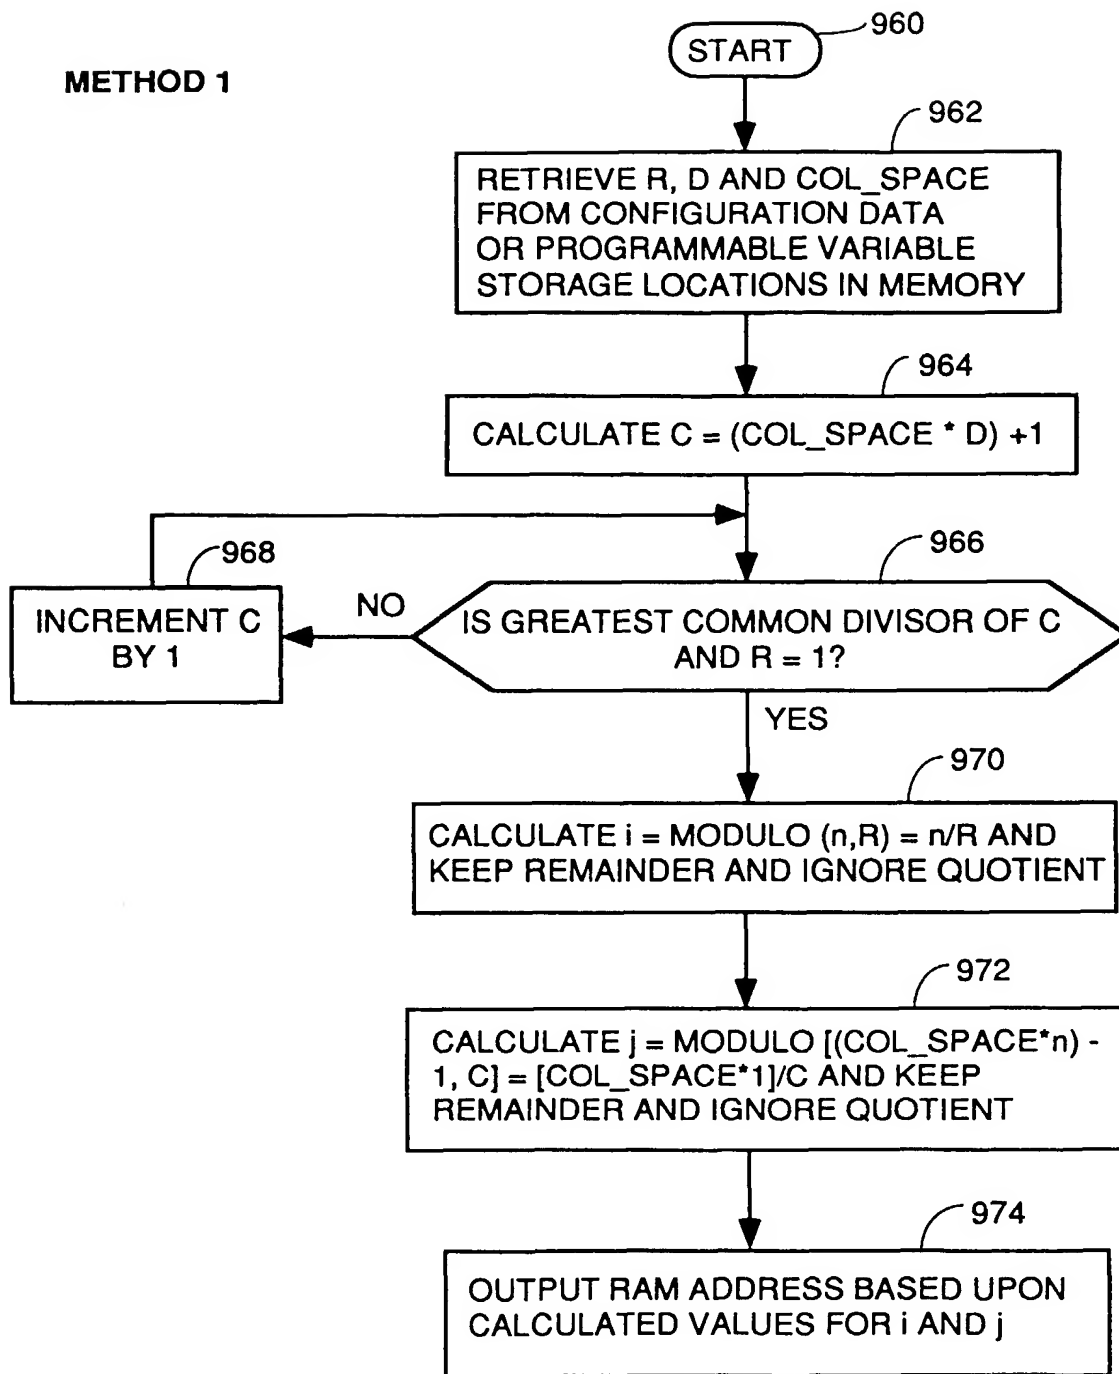 METHOD 1
START
960
962
RETRIEVE R, D AND COL_SPACE
FROM CONFIGURATION DATA
OR PROGRAMMABLE VARIABLE
STORAGE LOCATIONS IN MEMORY
964
CALCULATE C = (COL_SPACE * D) +1
968
INCREMENT C
BY 1
NO
966
IS GREATEST COMMON DIVISOR OF C
AND R = 1?
YES
970
CALCULATE i = MODULO (n,R) = n/R AND
KEEP REMAINDER AND IGNORE QUOTIENT
972
CALCULATE j = MODULO [(COL_SPACE*n) -
1, C] = [COL_SPACE*1]/C AND KEEP
REMAINDER AND IGNORE QUOTIENT
974
OUTPUT RAM ADDRESS BASED UPON
CALCULATED VALUES FOR i AND j